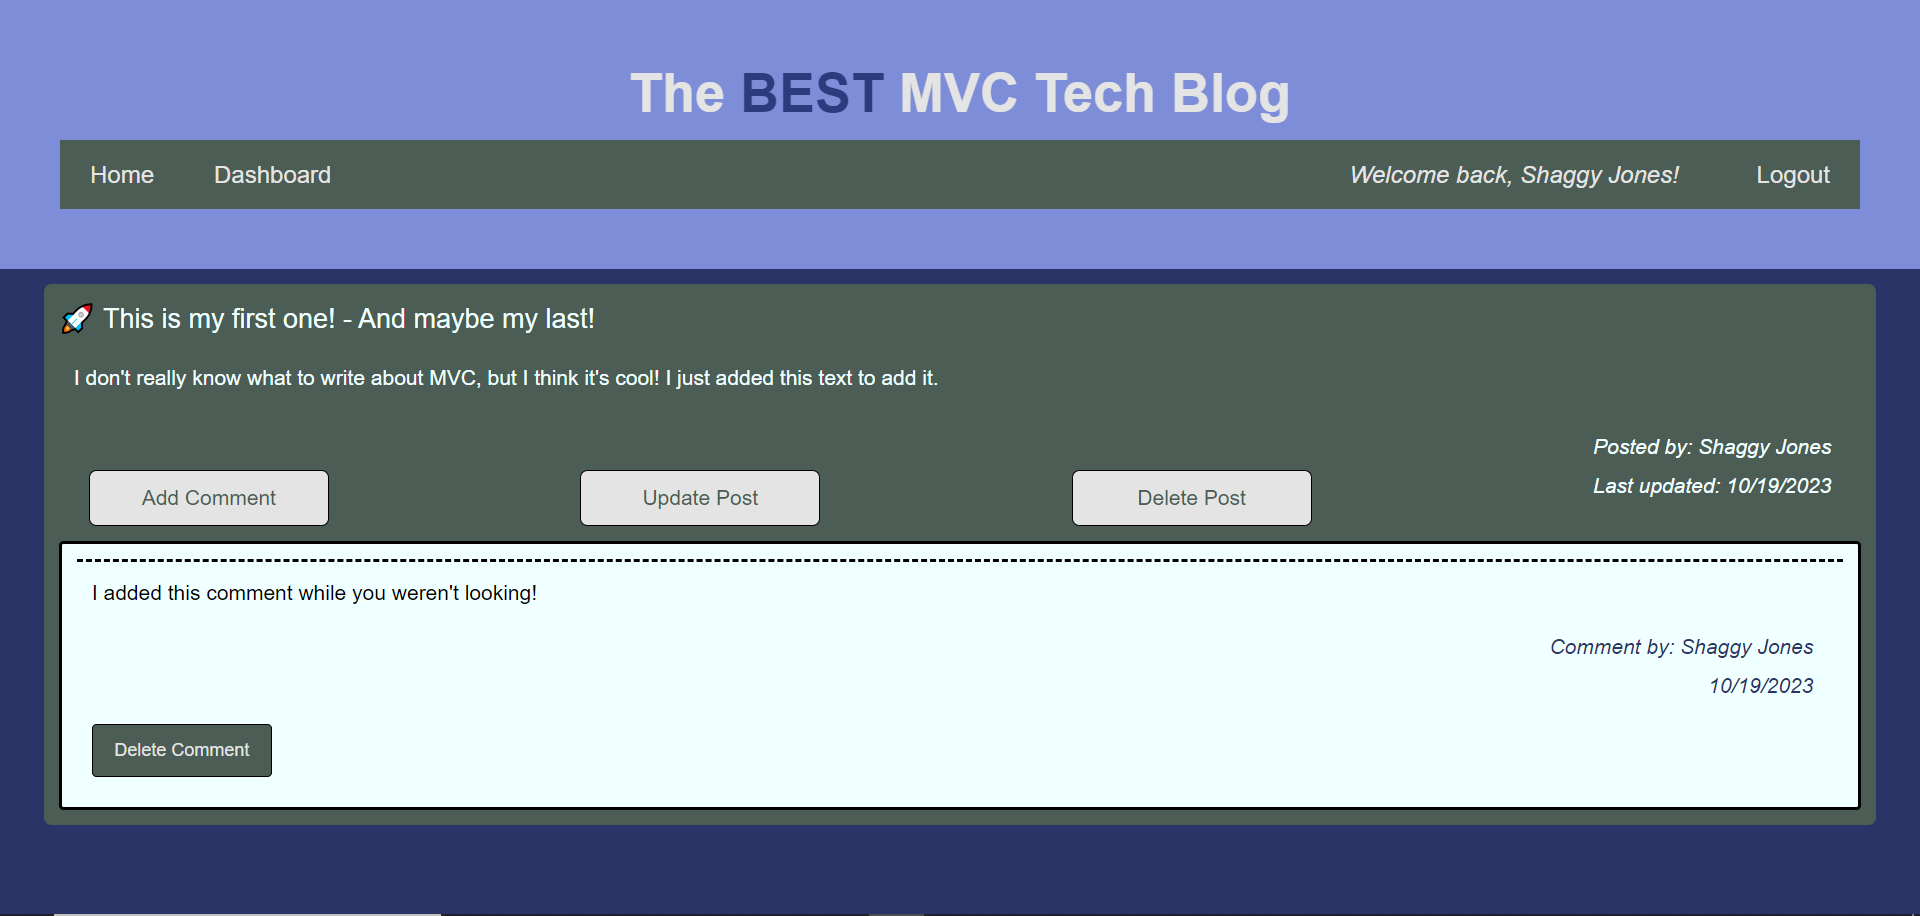 The BEST MVC Tech Blog
Home Dashboard Welcome back, Shaggy Jones! Logout
🚀 This is my first one! - And maybe my last!
I don't really know what to write about MVC, but I think it's cool! I just added this text to add it.
Posted by: Shaggy Jones
Last updated: 10/19/2023
Add Comment Update Post Delete Post
I added this comment while you weren't looking!
Comment by: Shaggy Jones
10/19/2023
Delete Comment